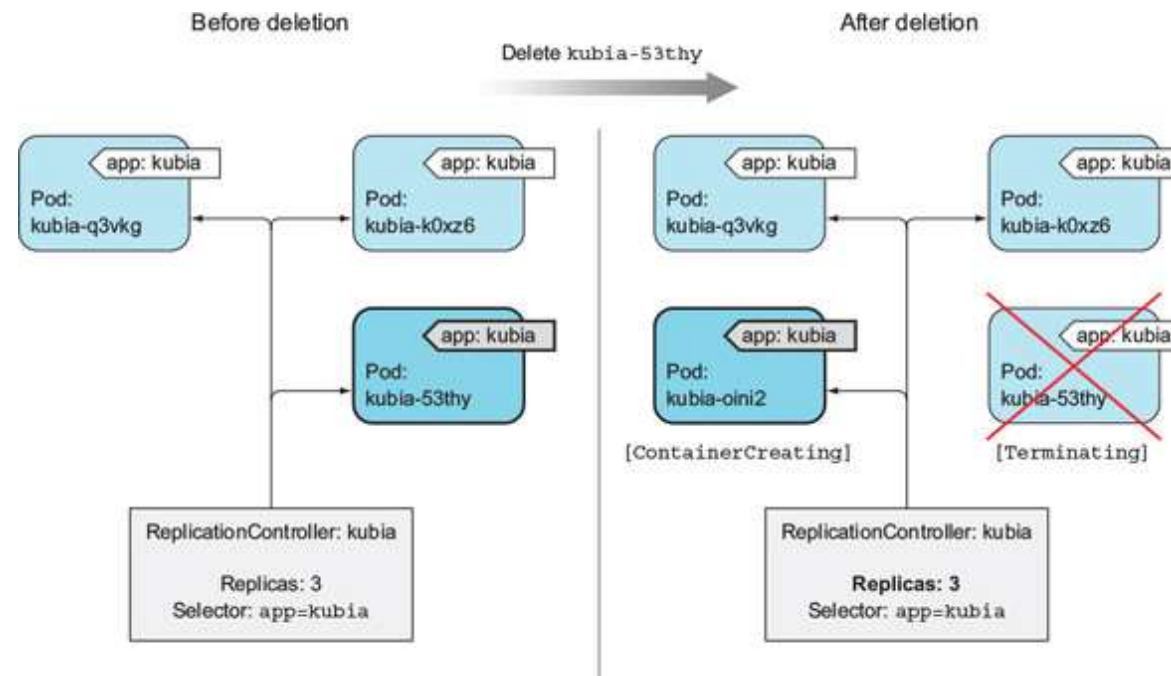 Before deletion
After deletion
Delete kubia-53thy
app: kubia
Pod:
kubia-q3vkg
app: kubia
Pod:
kubia-k0xz6
app: kubia
Pod:
kubia-53thy
ReplicationController: kubia
Replicas: 3
Selector: app=kubia
app: kubia
Pod:
kubia-q3vkg
app: kubia
Pod:
kubia-k0xz6
app: kubia
Pod:
kubia-oini2
[ContainerCreating]
app: kubia
Pod:
kubia-53thy
[Terminating]
ReplicationController: kubia
Replicas: 3
Selector: app=kubia